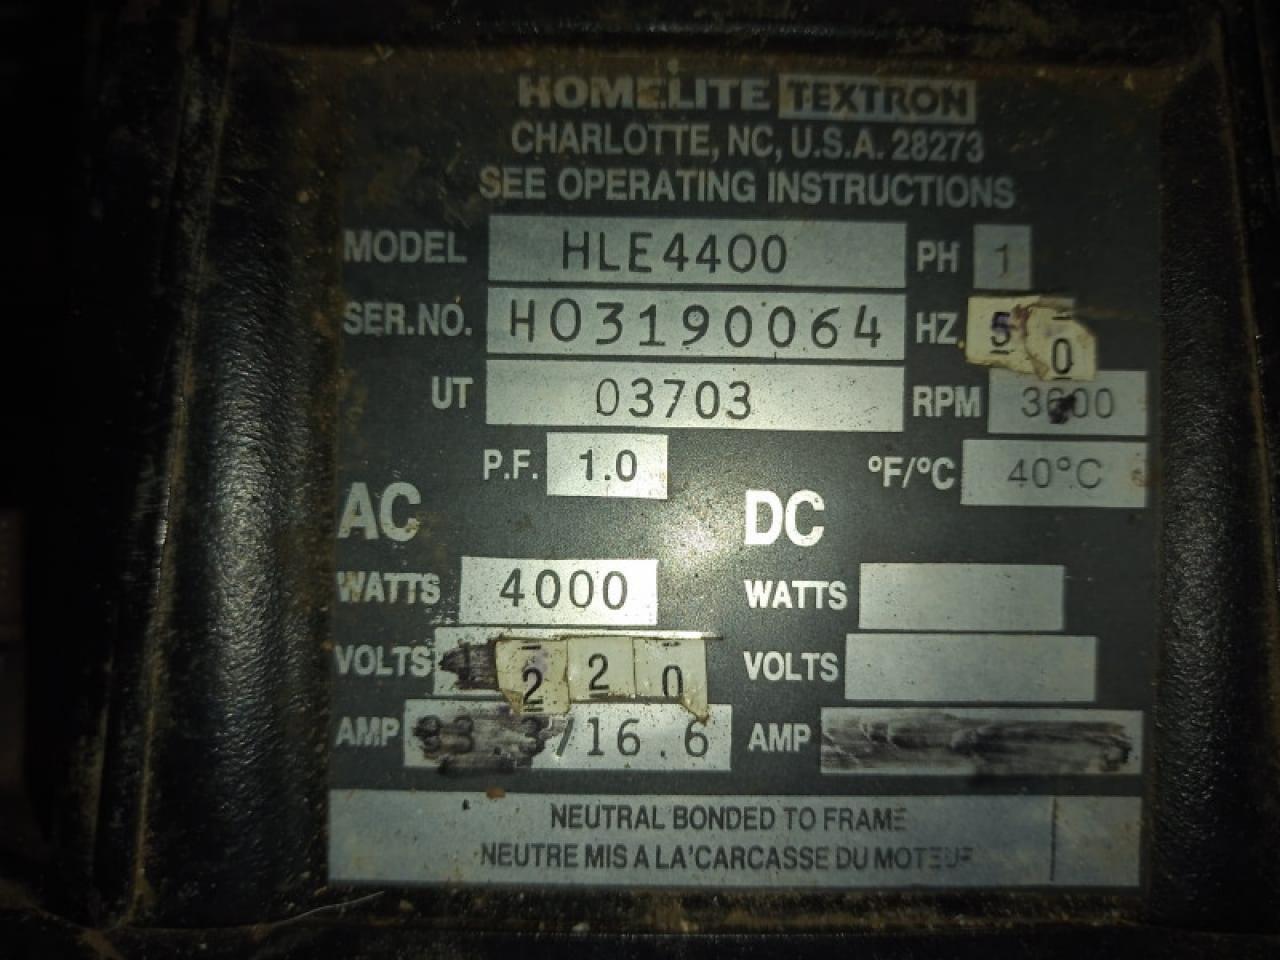 HOMELITE TEXTRON
CHARLOTTE, NC, U.S.A. 28273
SEE OPERATING INSTRUCTIONS
MODEL HLE4400 PH 1
SER.NO. H03190064 HZ 50
UT 03703 RPM 3600
P.F. 1.0 °F/°C 40°C
AC DC
WATTS 4000 WATTS
VOLTS 220 VOLTS
AMP 33.3/16.6 AMP
NEUTRAL BONDED TO FRAME
NEUTRE MIS A LA'CARCASSE DU MOTEUR